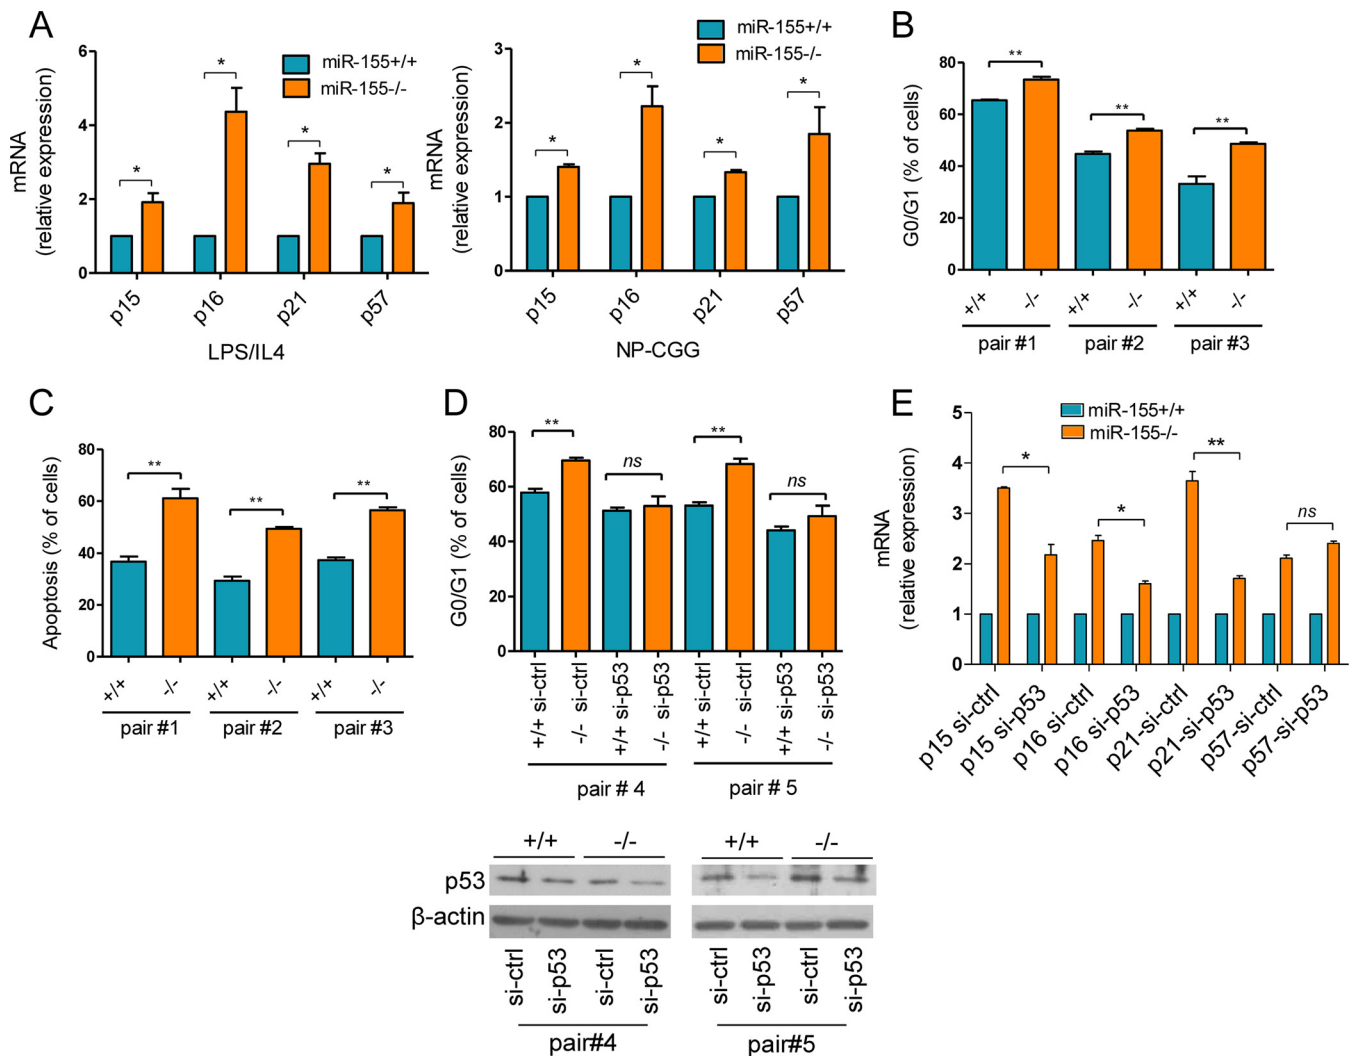 A
mRNA
(relative expression)
6
4
2
0
miR-155+/+
miR-155-/-
*
*
*
*
p15
p16
p21
p57
LPS/IL4
mRNA
(relative expression)
3
2
1
0
miR-155+/+
miR-155-/-
*
*
*
*
p15
p16
p21
p57
NP-CGG
B
G0/G1 (% of cells)
80
60
40
20
0
**
**
**
+/+
-/-
+/+
-/-
+/+
-/-
pair #1
pair #2
pair #3
C
Apoptosis (% of cells)
80
60
40
20
0
**
**
**
+/+
-/-
+/+
-/-
+/+
-/-
pair #1
pair #2
pair #3
D
G0/G1 (% of cells)
80
60
40
20
0
**
ns
**
ns
+/+ si-ctrl
-/- si-ctrl
+/+ si-p53
-/- si-p53
+/+ si-ctrl
-/- si-ctrl
+/+ si-p53
-/- si-p53
pair # 4
pair # 5
E
mRNA
(relative expression)
5
4
3
2
1
0
miR-155+/+
miR-155-/-
*
*
**
ns
p15 si-ctrl
p15 si-p53
p16 si-ctrl
p16 si-p53
p21-si-ctrl
p21-si-p53
p57-si-ctrl
p57-si-p53
+/+
-/-
+/+
-/-
p53
β-actin
si-ctrl
si-p53
si-ctrl
si-p53
si-ctrl
si-p53
si-ctrl
si-p53
pair#4
pair#5